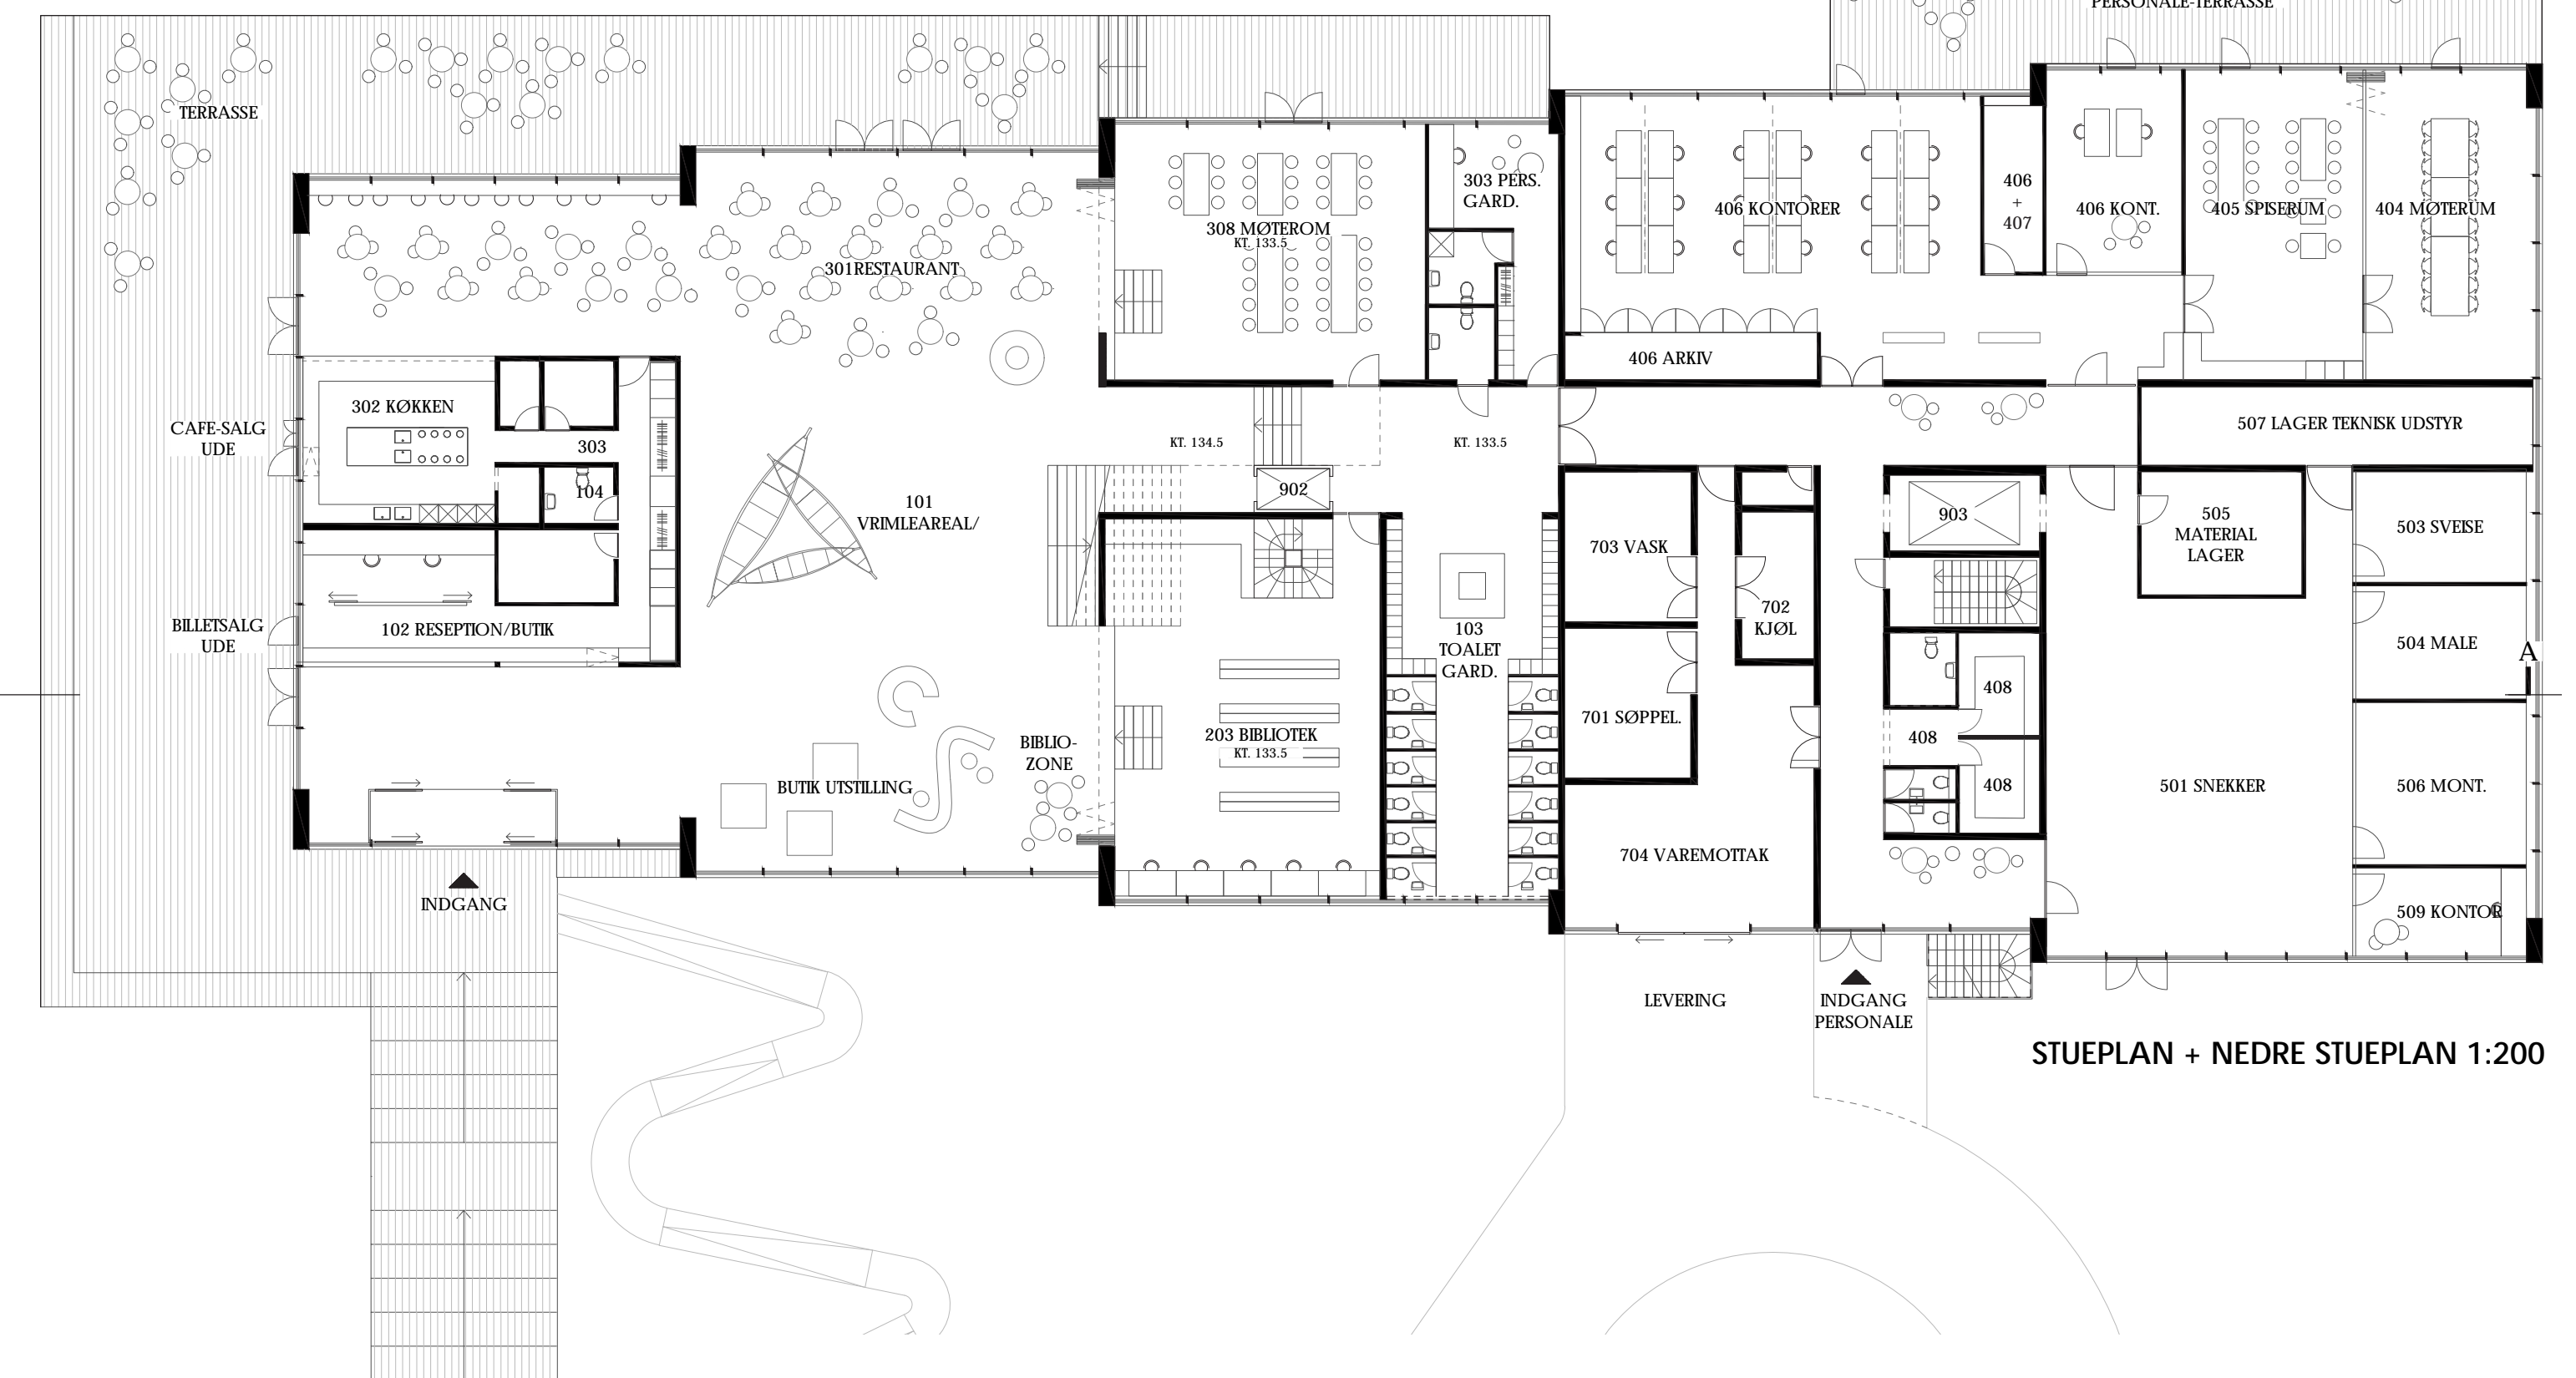 PERSONALE-TERRASSE
TERRASSE
303 PERS.
GARD.
308 MØTEROM
KT. 133.5
301RESTAURANT
406 KONTORER
406
+
407
406 KONT.
405 SPISERUM
404 MØTERUM
406 ARKIV
302 KØKKEN
CAFE-SALG
UDE
303
104
KT. 134.5
KT. 133.5
507 LAGER TEKNISK UDSTYR
902
101
VRIMLEAREAL/
903
505
MATERIAL
LAGER
503 SVEISE
703 VASK
702
KJØL
BILLETSALG
UDE
102 RESEPTION/BUTIK
103
TOALET
GARD.
504 MALE
A
408
701 SØPPEL.
203 BIBLIOTEK
KT. 133.5
BIBLIO-
ZONE
408
BUTIK UTSTILLING
408
501 SNEKKER
506 MONT.
704 VAREMOTTAK
INDGANG
509 KONTOR
LEVERING
INDGANG
PERSONALE
STUEPLAN + NEDRE STUEPLAN 1:200